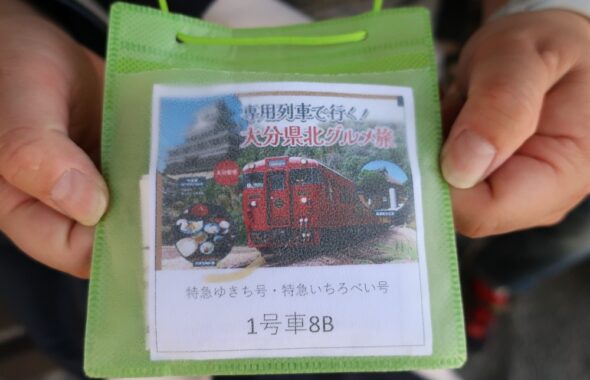 専用列車で行く!
大分県北グルメ旅
特急ゆきち号・特急いちろべい号
1号車8B